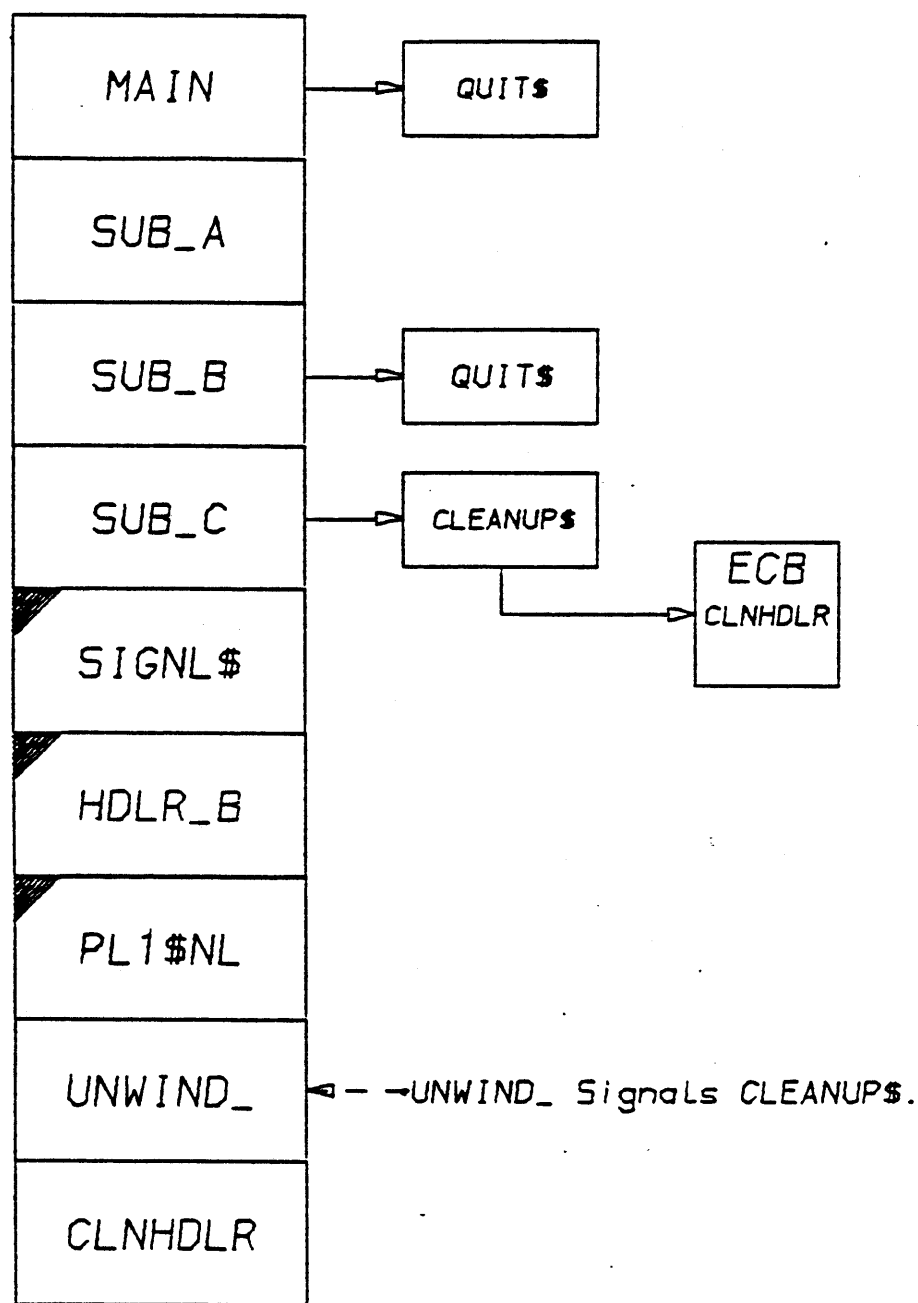 MAIN
QUIT$
SUB_A
SUB_B
QUIT$
SUB_C
CLEANUP$
ECB
CLNHDLR
SIGNL$
HDLR_B
PL1$NL
UNWIND_
UNWIND_ Signals CLEANUP$.
CLNHDLR